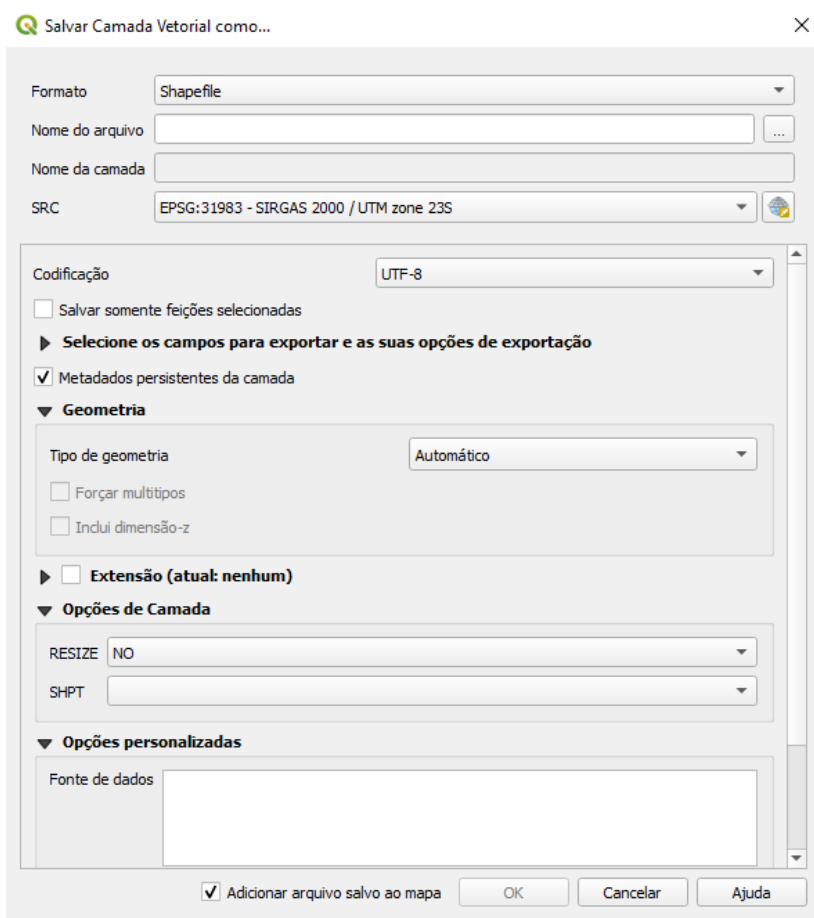 Salvar Camada Vetorial como...
Formato Shapefile
Nome do arquivo ...
Nome da camada
SRC EPSG:31983 - SIRGAS 2000 / UTM zone 23S
Codificação UTF-8
Salvar somente feições selecionadas
Selecione os campos para exportar e as suas opções de exportação
Metadados persistentes da camada
Geometria
Tipo de geometria Automático
Forçar multitipos
Inclui dimensão-z
Extensão (atual: nenhum)
Opções de Camada
RESIZE NO
SHPT
Opções personalizadas
Fonte de dados
Adicionar arquivo salvo ao mapa OK Cancelar Ajuda